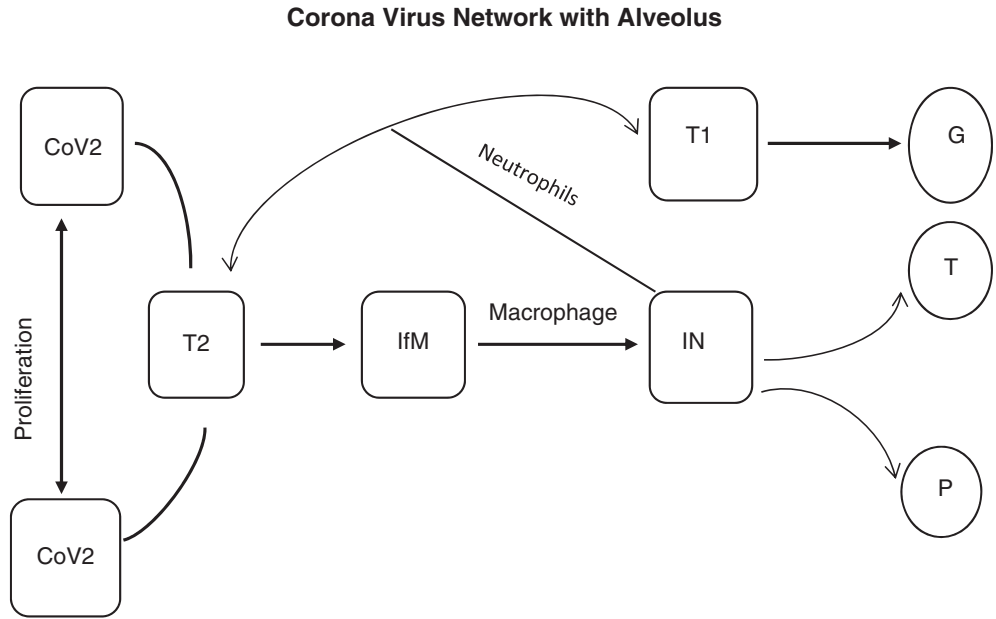 Corona Virus Network with Alveolus
CoV2
T1
G
Neutrophils
T
T2
IfM
Macrophage
IN
Proliferation
P
CoV2